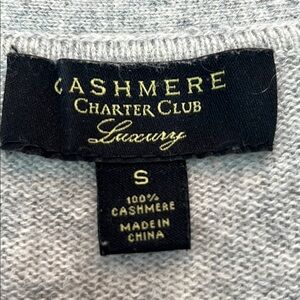 CASHMERE
CHARTER CLUB
Luxury
S
100%
CASHMERE
MADE IN
CHINA